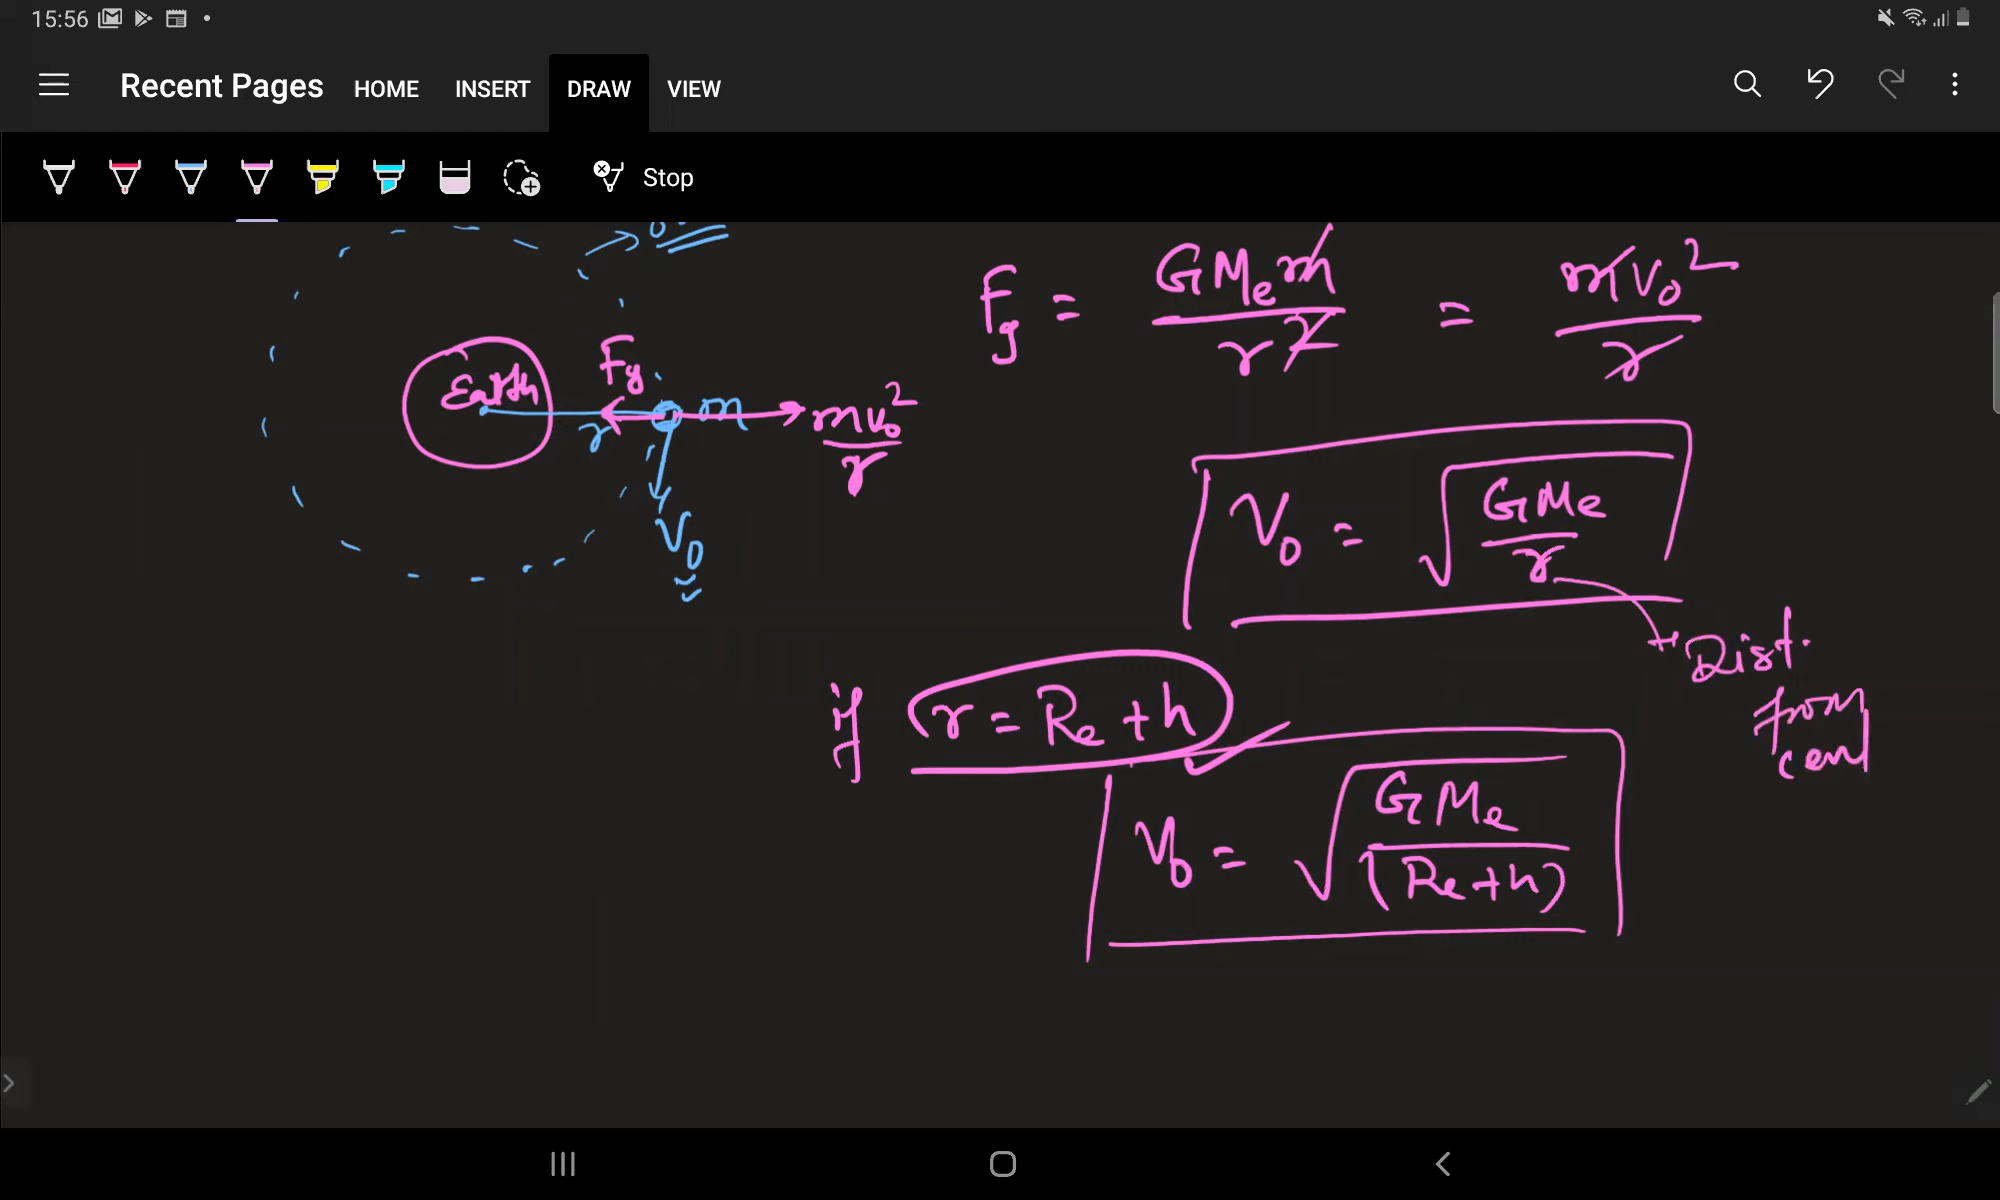 15:56
Recent Pages HOME INSERT DRAW VIEW
Stop
Fg = GMem/r² = mv₀²/r
Earth Fg m mv₀²/r
r
V₀
V₀ = √(GMe/r)
Dist.
from
cen
if r = Re + h
V₀ = √(GMe/(Re+h))